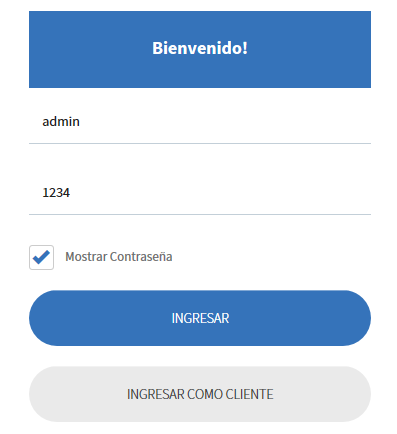 Bienvenido!
admin
1234
Mostrar Contraseña
INGRESAR
INGRESAR COMO CLIENTE